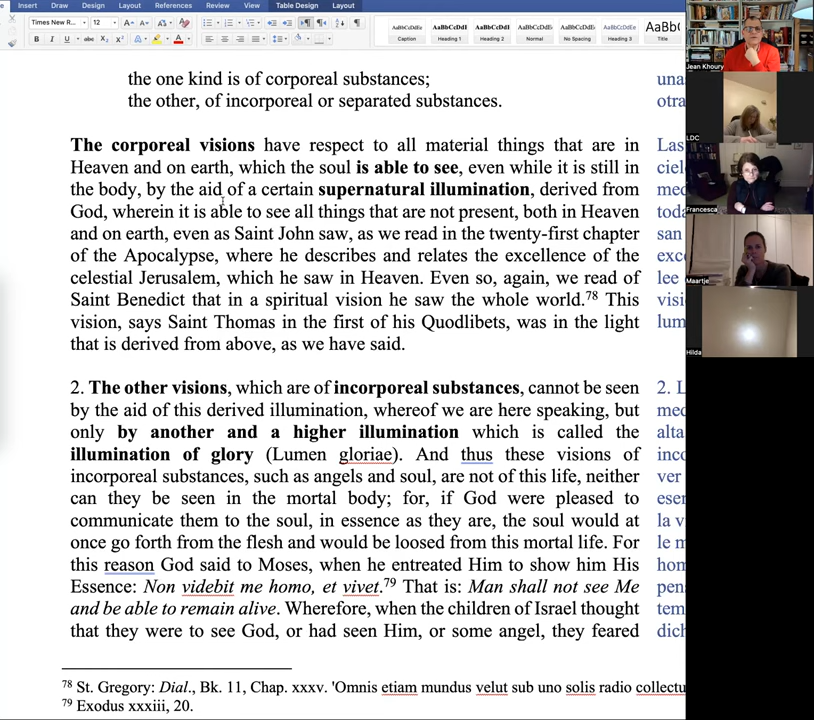 Insert Draw Design Layout References Mailings Review View Table Design Layout
Times New R... 12
AaBbCcDdEe AaBbCcDdl AaBbCcDd AaBbCcDdE AaBbCcDdEe AaBbC
Caption Heading 1 Heading 2 Normal No Spacing Heading 3 Title
the one kind is of corporeal substances;
the other, of incorporeal or separated substances.
The corporeal visions have respect to all material things that are in
Heaven and on earth, which the soul is able to see, even while it is still in
the body, by the aid of a certain supernatural illumination, derived from
God, wherein it is able to see all things that are not present, both in Heaven
and on earth, even as Saint John saw, as we read in the twenty-first chapter
of the Apocalypse, where he describes and relates the excellence of the
celestial Jerusalem, which he saw in Heaven. Even so, again, we read of
Saint Benedict that in a spiritual vision he saw the whole world.78 This
vision, says Saint Thomas in the first of his Quodlibets, was in the light
that is derived from above, as we have said.
2. The other visions, which are of incorporeal substances, cannot be seen
by the aid of this derived illumination, whereof we are here speaking, but
only by another and a higher illumination which is called the
illumination of glory (Lumen gloriae). And thus these visions of
incorporeal substances, such as angels and soul, are not of this life, neither
can they be seen in the mortal body; for, if God were pleased to
communicate them to the soul, in essence as they are, the soul would at
once go forth from the flesh and would be loosed from this mortal life. For
this reason God said to Moses, when he entreated Him to show him His
Essence: Non videbit me homo, et vivet.79 That is: Man shall not see Me
and be able to remain alive. Wherefore, when the children of Israel thought
that they were to see God, or had seen Him, or some angel, they feared
78 St. Gregory: Dial., Bk. 11, Chap. xxxv. 'Omnis etiam mundus velut sub uno solis radio collectu
79 Exodus xxxiii, 20.
una
otra
Las
ciel
med
toda
san
exc
lee
visi
lum
2. L
med
alta
inco
ver
eser
la v
le m
hom
pen
tem
dich
Jean Khoury
LDC
Francesca
Maartje
Hilda